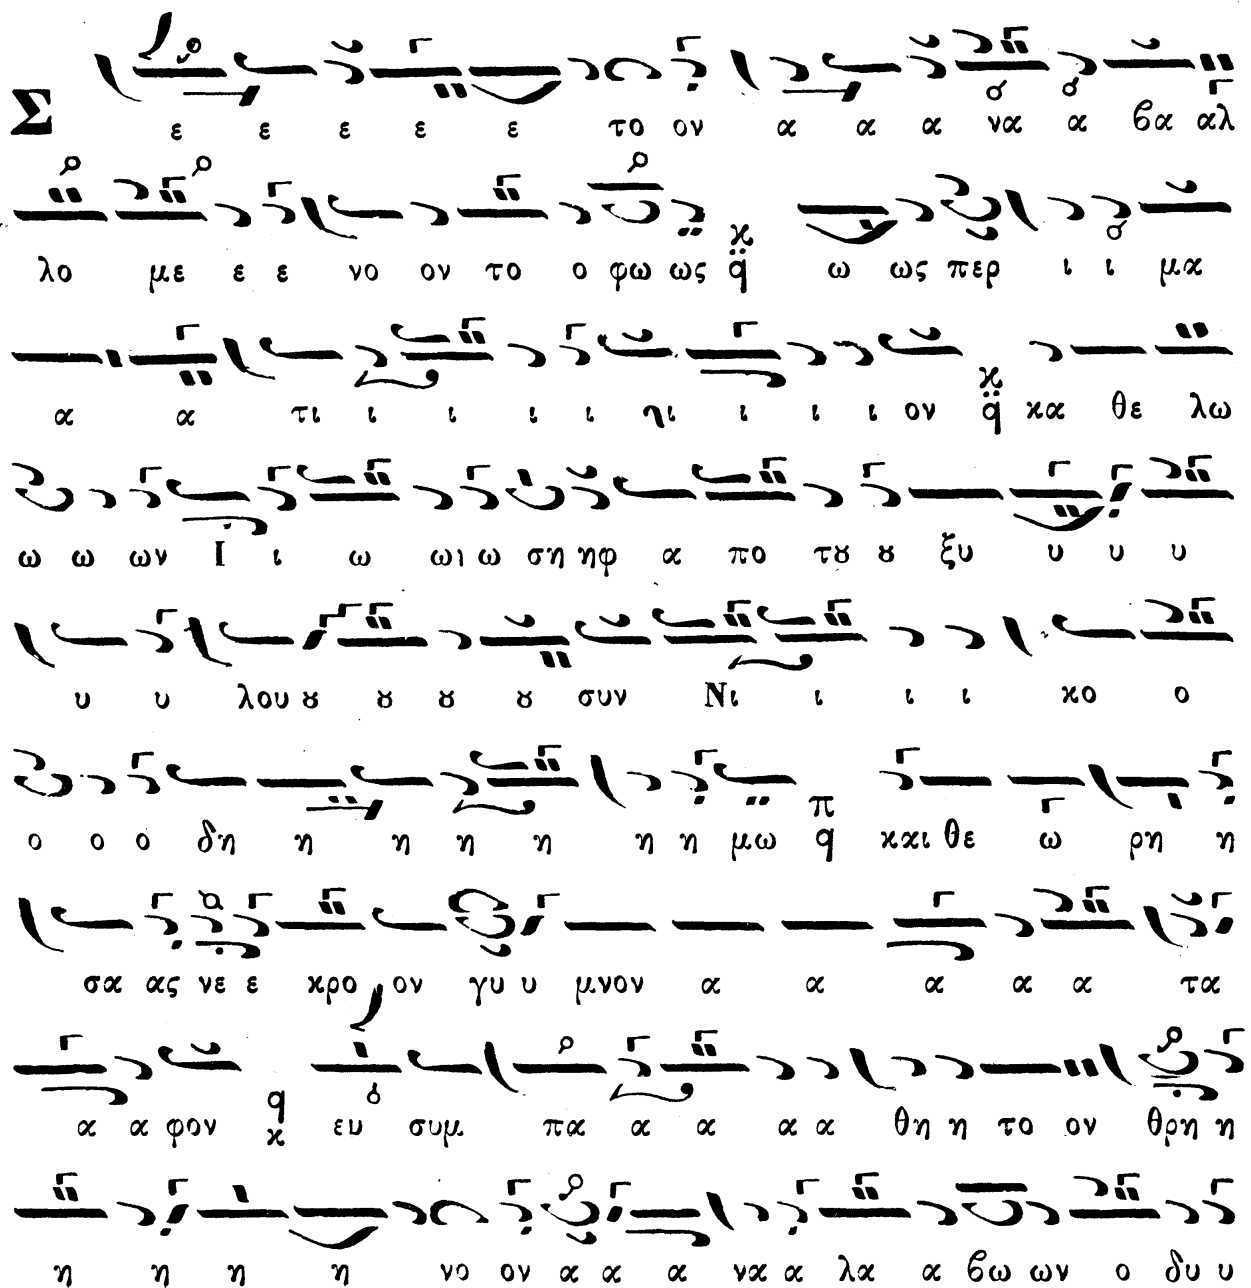 Σ ε ε ε ε ε το ον α α α να α βα αλ
λο με ε ε νο ον το ο φω ως ϰ q̈ ω ως περ ι ι μα
α α τι ι ι ι ι ηι ι ι ι ον ϰ q̈ κα θε λω
ω ω ων Ι ι ω ωι ω ση ηφ α πο τȣ ȣ ξυ υ υ υ
υ υ λου ȣ ȣ ȣ ȣ συν Νι ι ι ι κο ο
ο ο ο δη η η η η η η μω π q και θε ω ρη η
σα ας νε ε κρο ον γυ υ μνον α α α α α τα
α α φον q ϰ ευ συμ πα α α α α θη η το ον θρη η
η η η η νο ον α α α να α λα α βω ων ο δυ υ